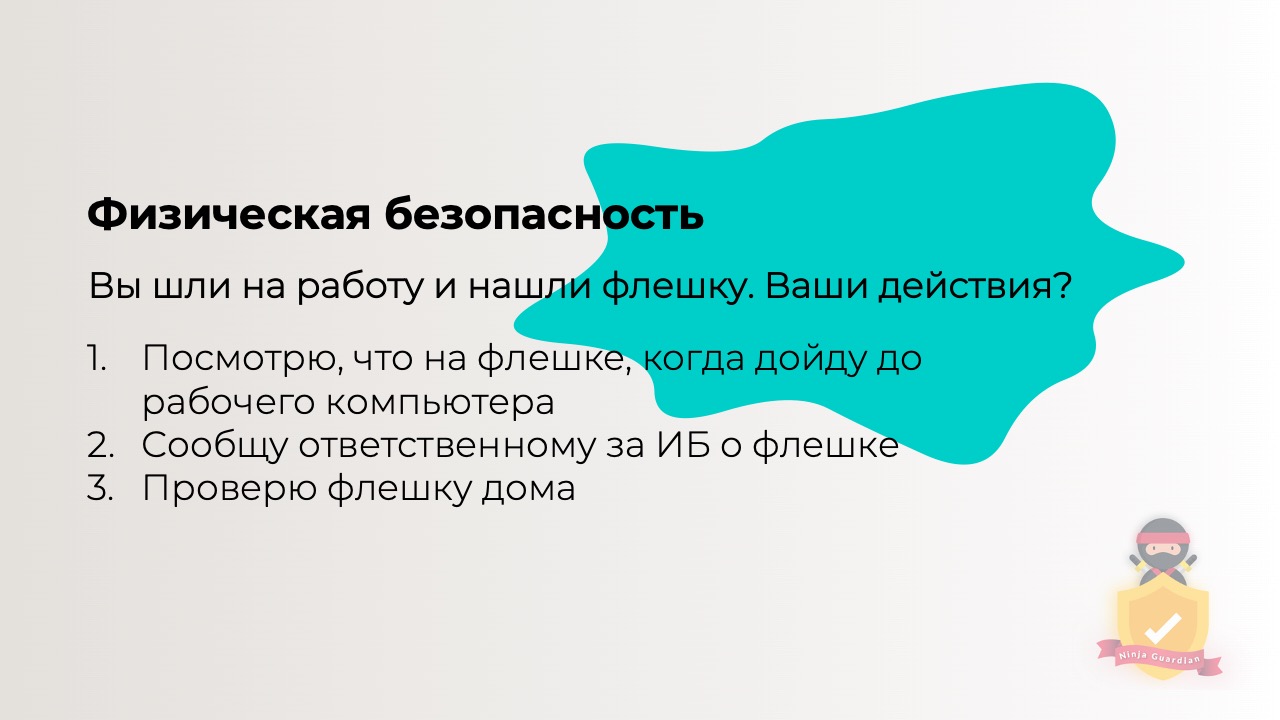 Физическая безопасность
Вы шли на работу и нашли флешку. Ваши действия?
1. Посмотрю, что на флешке, когда дойду до
рабочего компьютера
2. Сообщу ответственному за ИБ о флешке
3. Проверю флешку дома
Ninja Guardian